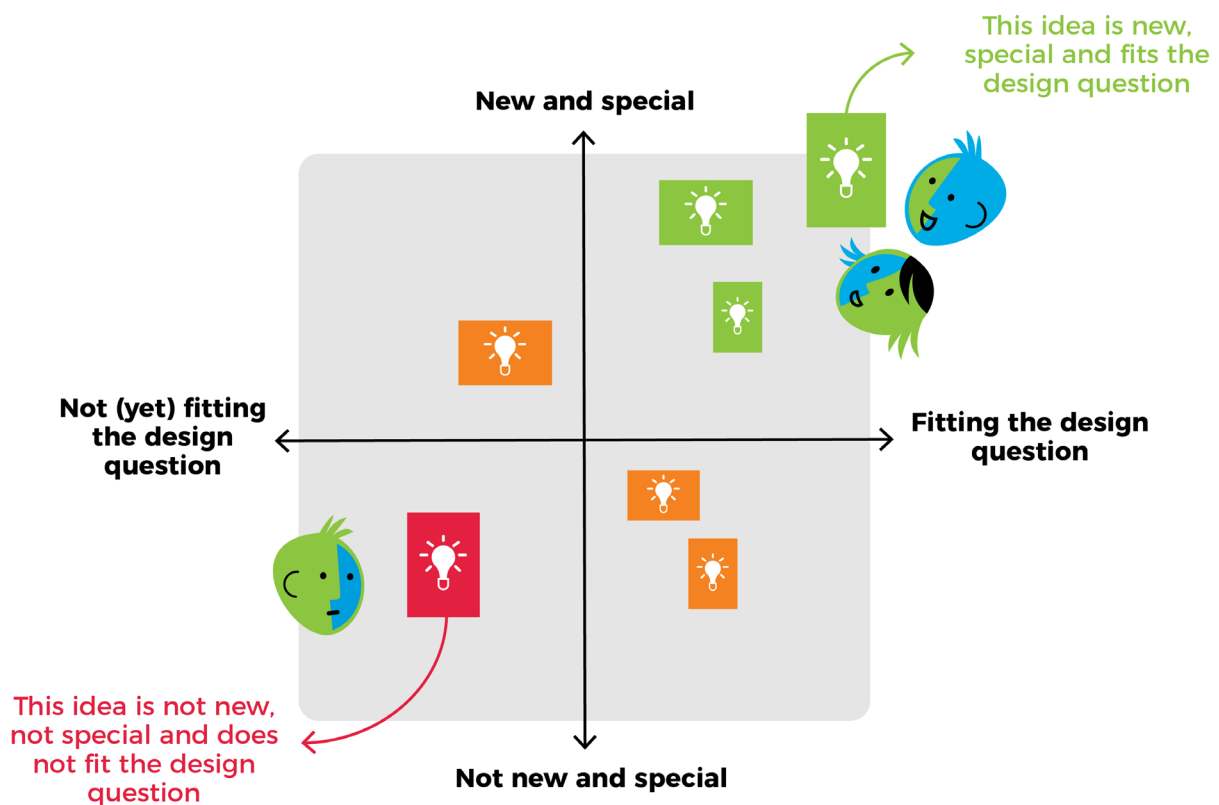 This idea is new,
special and fits the
design question
New and special
Not (yet) fitting
the design
question
Fitting the design
question
This idea is not new,
not special and does
not fit the design
question
Not new and special